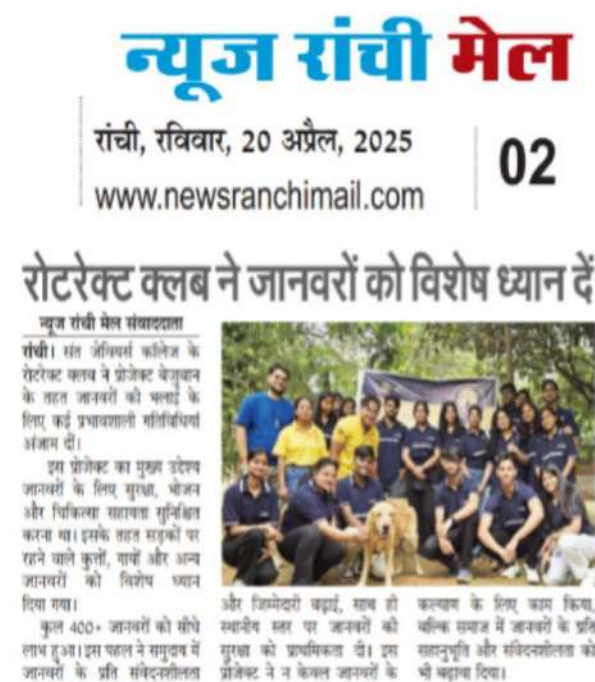 न्यूज रांची मेल
रांची, रविवार, 20 अप्रैल, 2025
www.newsranchimail.com
02
रोटरेक्ट क्लब ने जानवरों को विशेष ध्यान दें
न्यूज रांची मेल संवाददाता
रांची। संत जेवियर्स कॉलेज के
रोटरेक्ट क्लब ने प्रोजेक्ट बेजुबान
के तहत जानवरों की भलाई के
लिए कई प्रभावशाली गतिविधियां
अंजाम दीं।
इस प्रोजेक्ट का मुख्य उद्देश्य
जानवरों के लिए सुरक्षा, भोजन
और चिकित्सा सहायता सुनिश्चित
करना था। इसके तहत सड़कों पर
रहने वाले कुत्तों, गायों और अन्य
जानवरों को विशेष ध्यान
दिया गया।
कुल 400+ जानवरों को सीधे
लाभ हुआ। इस पहल ने समुदाय में
जानवरों के प्रति संवेदनशीलता
और जिम्मेदारी बढ़ाई, साथ ही
स्थानीय स्तर पर जानवरों की
सुरक्षा को प्राथमिकता दी। इस
प्रोजेक्ट ने न केवल जानवरों के
कल्याण के लिए काम किया,
बल्कि समाज में जानवरों के प्रति
सहानुभूति और संवेदनशीलता को
भी बढ़ावा दिया।